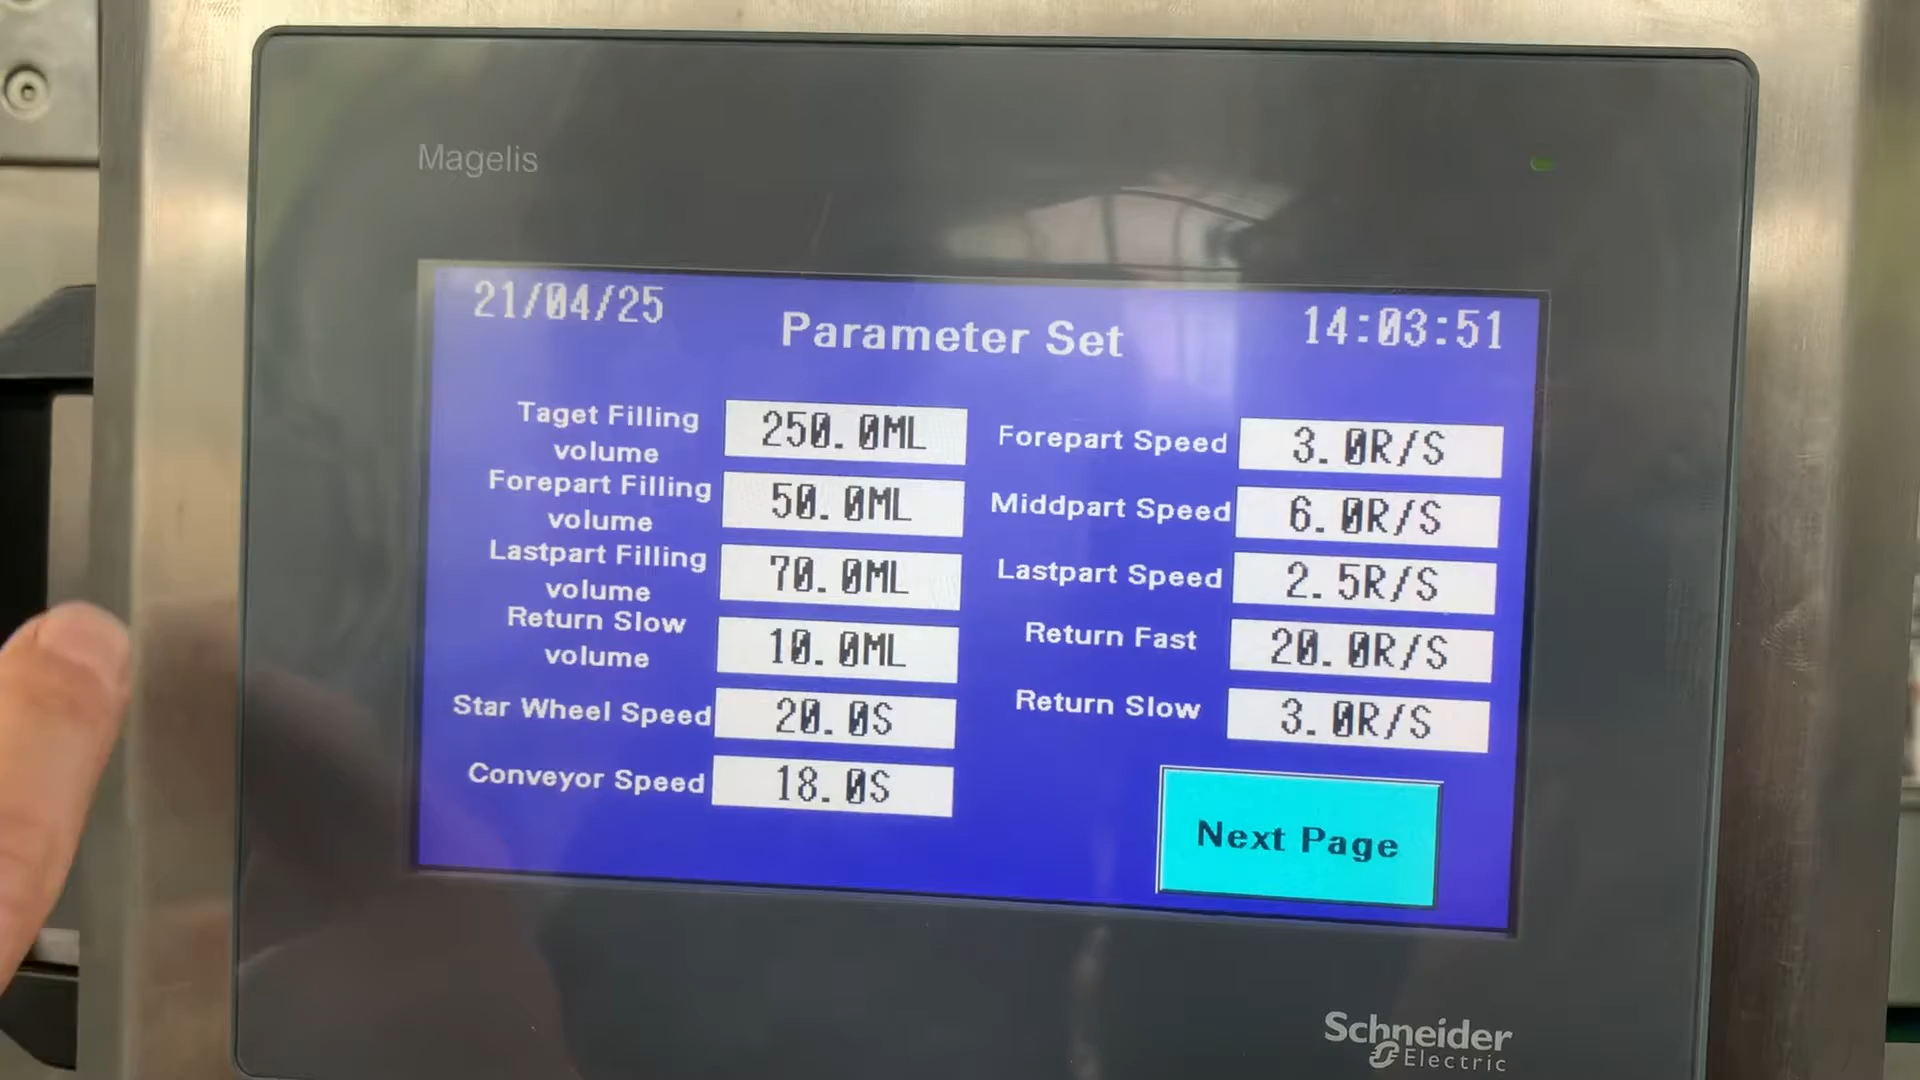 Magelis
21/04/25
Parameter Set
14:03:51
Taget Filling
volume
250.0ML
Forepart Filling
volume
50.0ML
Lastpart Filling
volume
70.0ML
Return Slow
volume
10.0ML
Star Wheel Speed
20.0S
Conveyor Speed
18.0S
Forepart Speed
3.0R/S
Middpart Speed
6.0R/S
Lastpart Speed
2.5R/S
Return Fast
20.0R/S
Return Slow
3.0R/S
Next Page
Schneider
Electric